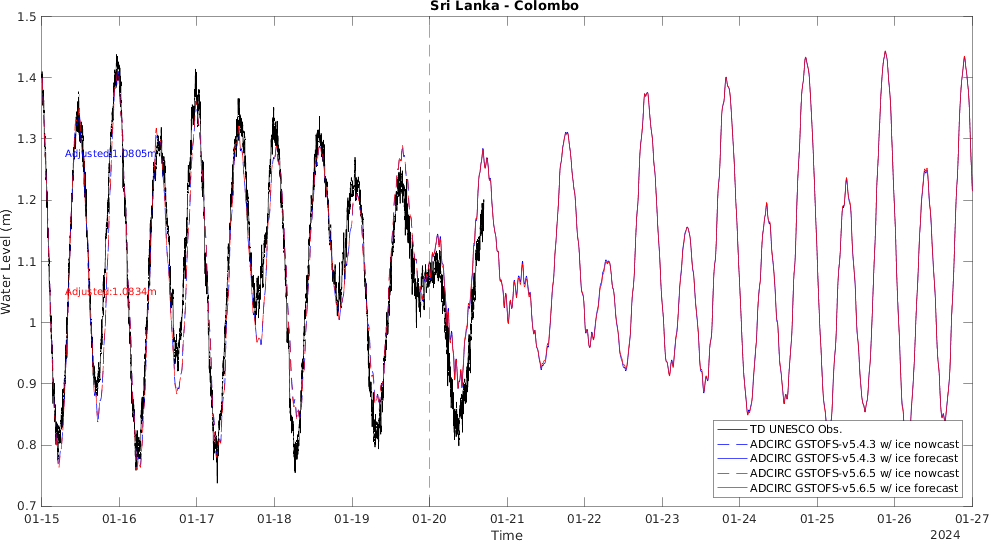 Sri Lanka - Colombo
1.5
1.4
1.3
1.2
1.1
1
0.9
0.8
0.7
Water Level (m)
Adjusted:1.0805m
Adjusted:1.0834m
TD UNESCO Obs.
ADCIRC GSTOFS-v5.4.3 w/ ice nowcast
ADCIRC GSTOFS-v5.4.3 w/ ice forecast
ADCIRC GSTOFS-v5.6.5 w/ ice nowcast
ADCIRC GSTOFS-v5.6.5 w/ ice forecast
01-15 01-16 01-17 01-18 01-19 01-20 01-21 01-22 01-23 01-24 01-25 01-26 01-27
Time
2024